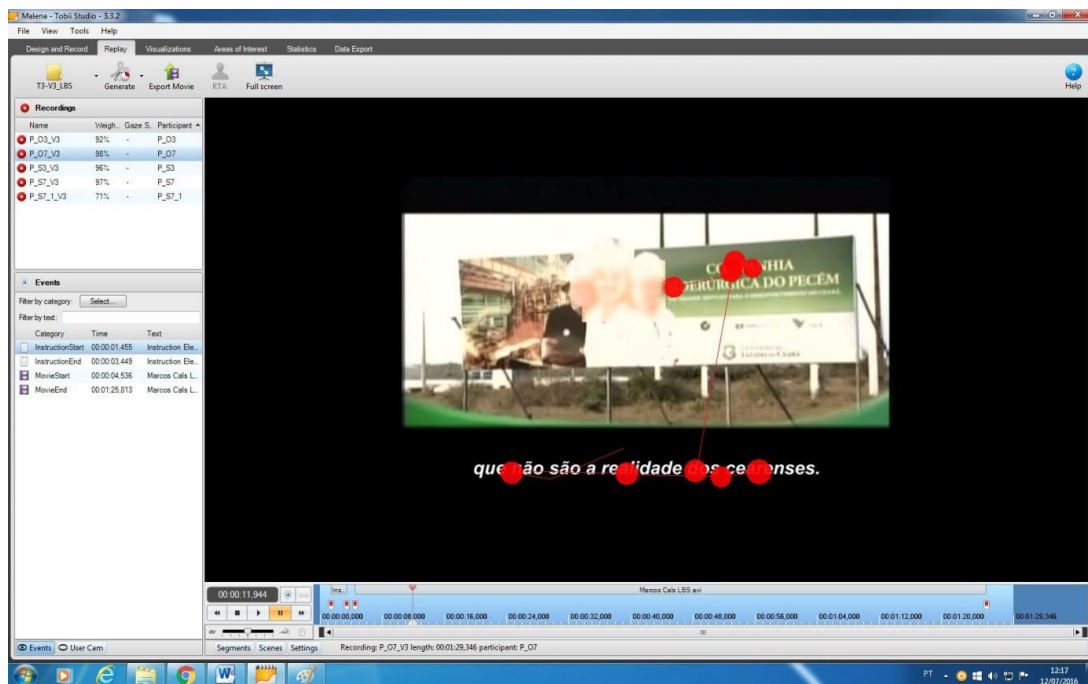 Malena - Tobii Studio - 3.3.2
File View Tools Help
Design and Record Replay Visualizations Areas of Interest Statistics Data Export
T3-V3_LBS Generate Export Movie RTA Full screen Help
Recordings
Name Weigh... Gaze S... Participant
P_O3_V3 92% - P_O3
P_O7_V3 98% - P_O7
P_S3_V3 96% - P_S3
P_S7_V3 97% - P_S7
P_S7_1_V3 71% - P_S7_1
Events
Filter by category: Select...
Filter by text:
Category Time Text
InstructionStart 00:00:01,455 Instruction Ele...
InstructionEnd 00:00:03,449 Instruction Ele...
MovieStart 00:00:04,536 Marcos Cals L...
MovieEnd 00:01:25,813 Marcos Cals L...
DO PECÉM
que não são a realidade dos cearenses.
00:00:11,944
Ins... Marcos Cals LBS.avi
00:00:00,000 00:00:08,000 00:00:16,000 00:00:24,000 00:00:32,000 00:00:40,000 00:00:48,000 00:00:56,000 00:01:04,000 00:01:12,000 00:01:20,000 00:01:29,346
Events User Cam Segments Scenes Settings Recording: P_O7_V3 length: 00:01:29,346 participant: P_O7
PT 12:17
12/07/2016